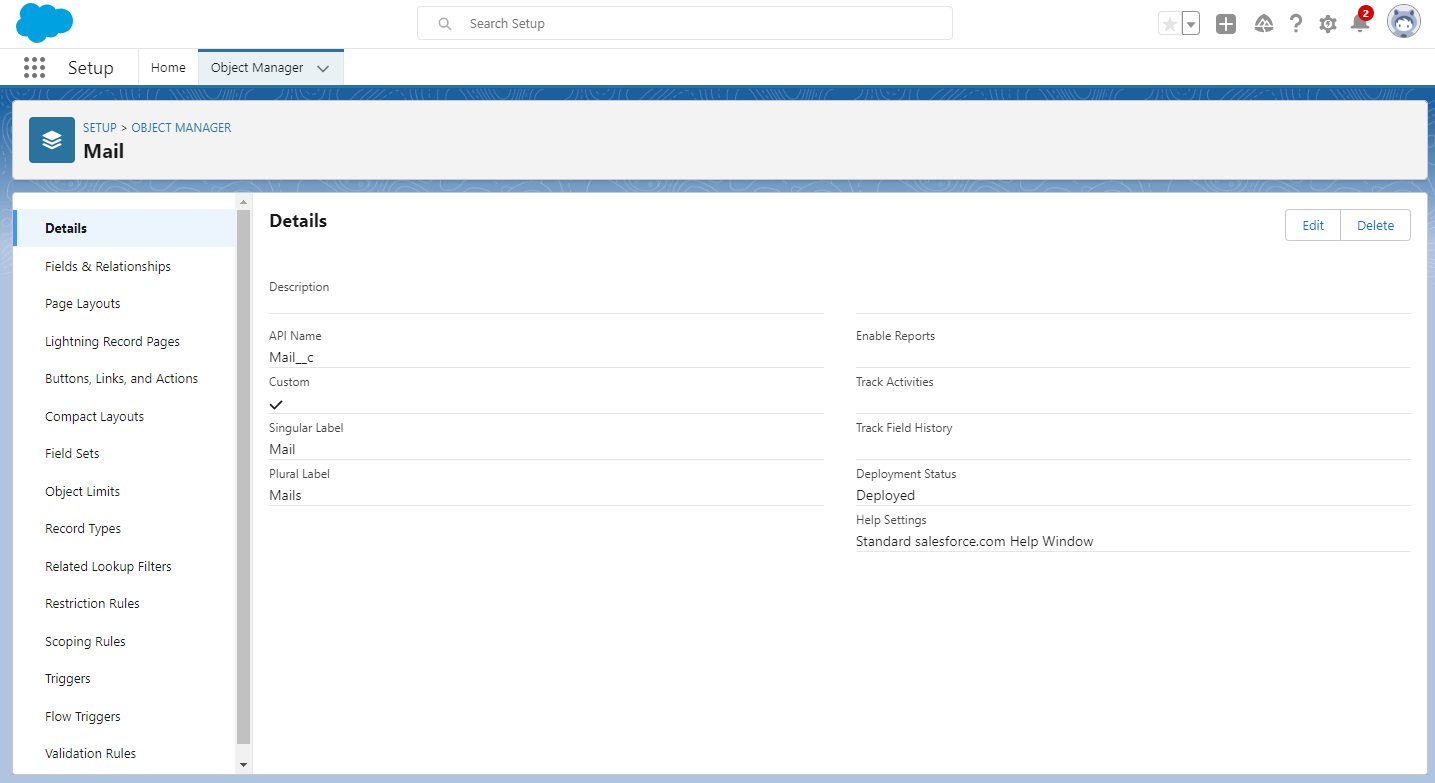 Search Setup
2
Setup
Home
Object Manager
SETUP > OBJECT MANAGER
Mail
Details
Fields & Relationships
Page Layouts
Lightning Record Pages
Buttons, Links, and Actions
Compact Layouts
Field Sets
Object Limits
Record Types
Related Lookup Filters
Restriction Rules
Scoping Rules
Triggers
Flow Triggers
Validation Rules
Details
Edit
Delete
Description
API Name
Mail__c
Custom
Singular Label
Mail
Plural Label
Mails
Enable Reports
Track Activities
Track Field History
Deployment Status
Deployed
Help Settings
Standard salesforce.com Help Window